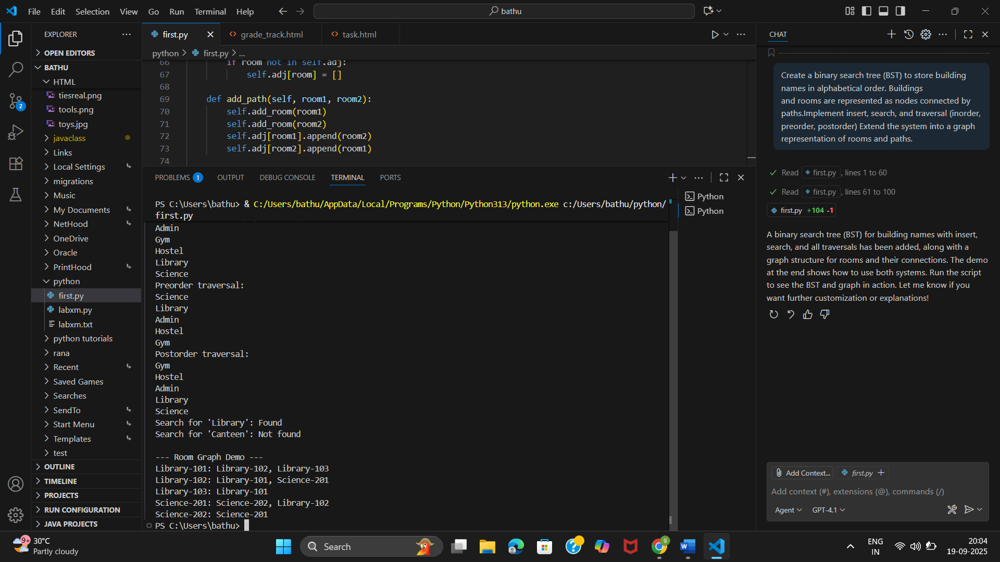 File Edit Selection View Go Run Terminal Help
bathu
EXPLORER
OPEN EDITORS
BATHU
HTML
tiesreal.png
tools.png
toys.jpg
javaclass
Links
Local Settings
migrations
Music
My Documents
NetHood
OneDrive
Oracle
PrintHood
python
first.py
labxm.py
labxm.txt
python tutorials
rana
Recent
Saved Games
Searches
SendTo
Start Menu
Templates
test
OUTLINE
TIMELINE
PROJECTS
RUN CONFIGURATION
JAVA PROJECTS
2
first.py
grade_track.html
task.html
python > first.py > ...
66 if room not in self.adj:
67 self.adj[room] = []
68
69 def add_path(self, room1, room2):
70 self.add_room(room1)
71 self.add_room(room2)
72 self.adj[room1].append(room2)
73 self.adj[room2].append(room1)
74
PROBLEMS 1 OUTPUT DEBUG CONSOLE TERMINAL PORTS
PS C:\Users\bathu> & C:/Users/bathu/AppData/Local/Programs/Python/Python313/python.exe c:/Users/bathu/python/
first.py
Admin
Gym
Hostel
Library
Science
Preorder traversal:
Science
Library
Admin
Hostel
Gym
Postorder traversal:
Gym
Hostel
Admin
Library
Science
Search for 'Library': Found
Search for 'Canteen': Not found
--- Room Graph Demo ---
Library-101: Library-102, Library-103
Library-102: Library-101, Science-201
Library-103: Library-101
Science-201: Science-202, Library-102
Science-202: Science-201
PS C:\Users\bathu>
Python
Python
CHAT
Create a binary search tree (BST) to store building
names in alphabetical order. Buildings
and rooms are represented as nodes connected by
paths.Implement insert, search, and traversal (inorder,
preorder, postorder) Extend the system into a graph
representation of rooms and paths.
Read first.py, lines 1 to 60
Read first.py, lines 61 to 100
first.py +104 -1
A binary search tree (BST) for building names with insert,
search, and all traversals has been added, along with a
graph structure for rooms and their connections. The demo
at the end shows how to use both systems. Run the script
to see the BST and graph in action. Let me know if you
want further customization or explanations!
Add Context... first.py
Add context (#), extensions (@), commands (/)
Agent GPT-4.1
9+
30°C
Partly cloudy
Search
9
ENG
IN
20:04
19-09-2025